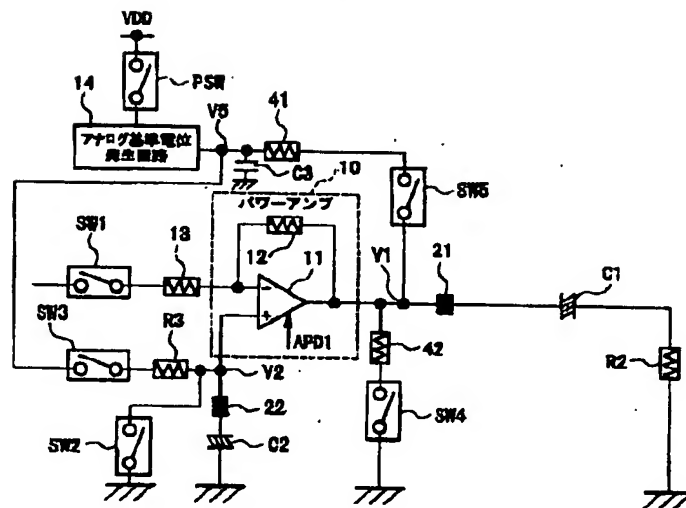 VDD
PSW
14
アナログ基準電位
発生回路
V5
41
C3
SW5
10
パワーアンプ
12
11
SW1
13
V1
21
C1
SW3
R3
APD1
V2
42
R2
22
SW4
SW2
C2